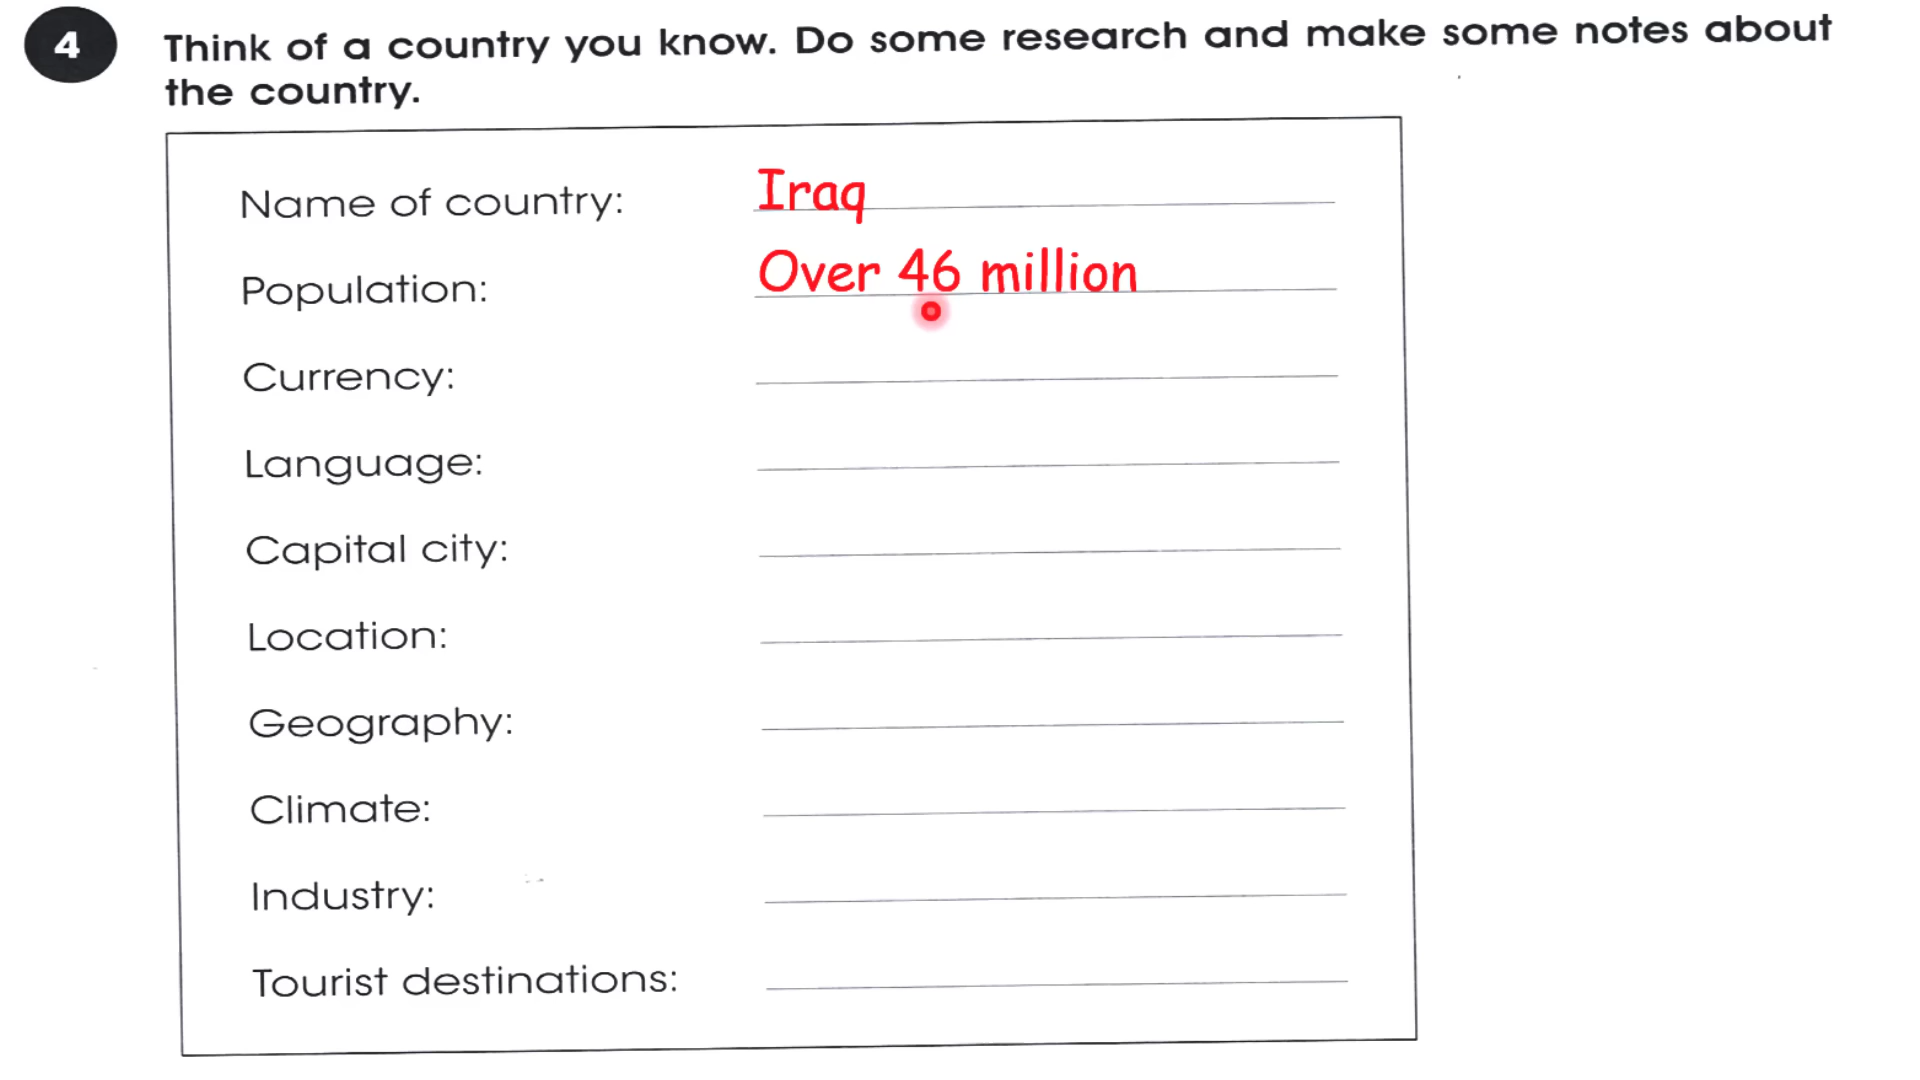 4
Think of a country you know. Do some research and make some notes about
the country.
Name of country: Iraq
Population: Over 46 million
Currency:
Language:
Capital city:
Location:
Geography:
Climate:
Industry:
Tourist destinations: